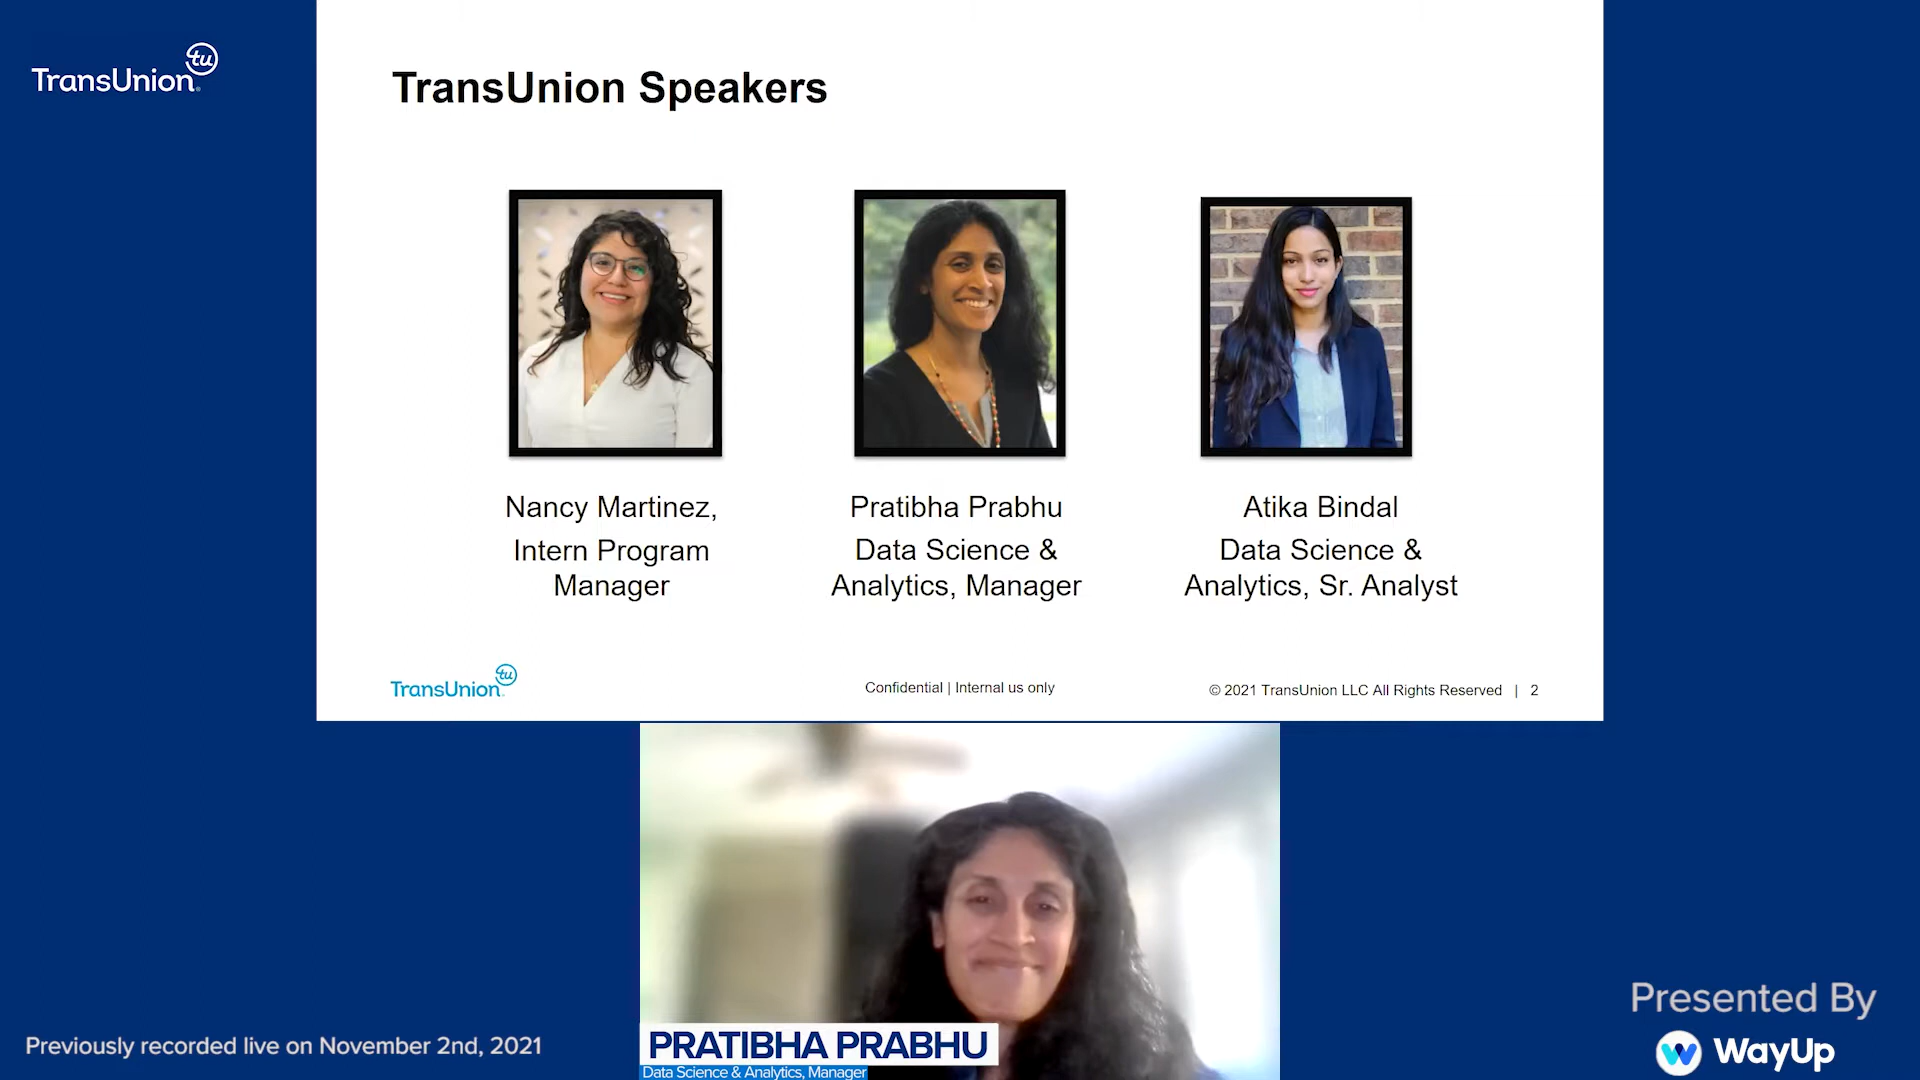 TransUnion
tu
TransUnion Speakers
Nancy Martinez,
Intern Program
Manager
Pratibha Prabhu
Data Science &
Analytics, Manager
Atika Bindal
Data Science &
Analytics, Sr. Analyst
TransUnion
tu
Confidential | Internal us only
© 2021 TransUnion LLC All Rights Reserved | 2
PRATIBHA PRABHU
Data Science & Analytics, Manager
Previously recorded live on November 2nd, 2021
Presented By
WayUp